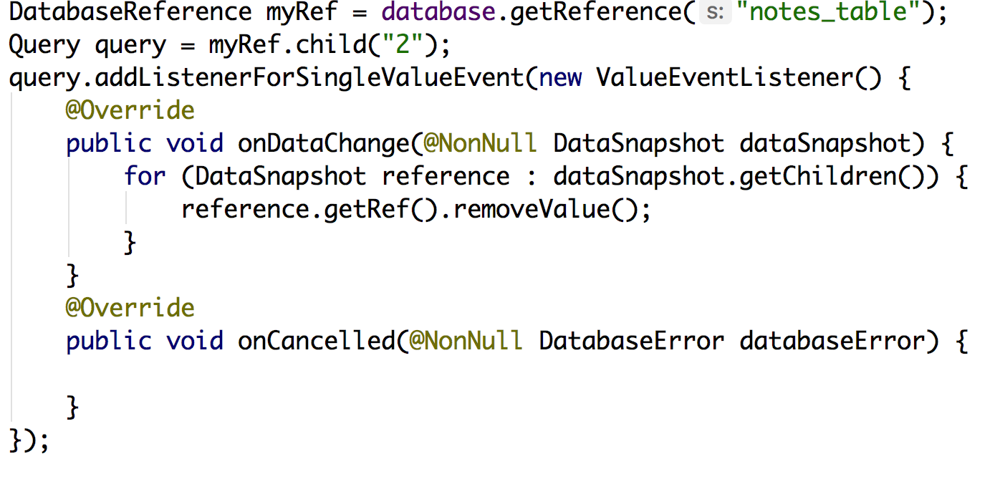 DatabaseReference myRef = database.getReference( s: "notes_table");
Query query = myRef.child("2");
query.addListenerForSingleValueEvent(new ValueEventListener() {
    @Override
    public void onDataChange(@NonNull DataSnapshot dataSnapshot) {
        for (DataSnapshot reference : dataSnapshot.getChildren()) {
            reference.getRef().removeValue();
        }
    }
    @Override
    public void onCancelled(@NonNull DatabaseError databaseError) {

    }
});